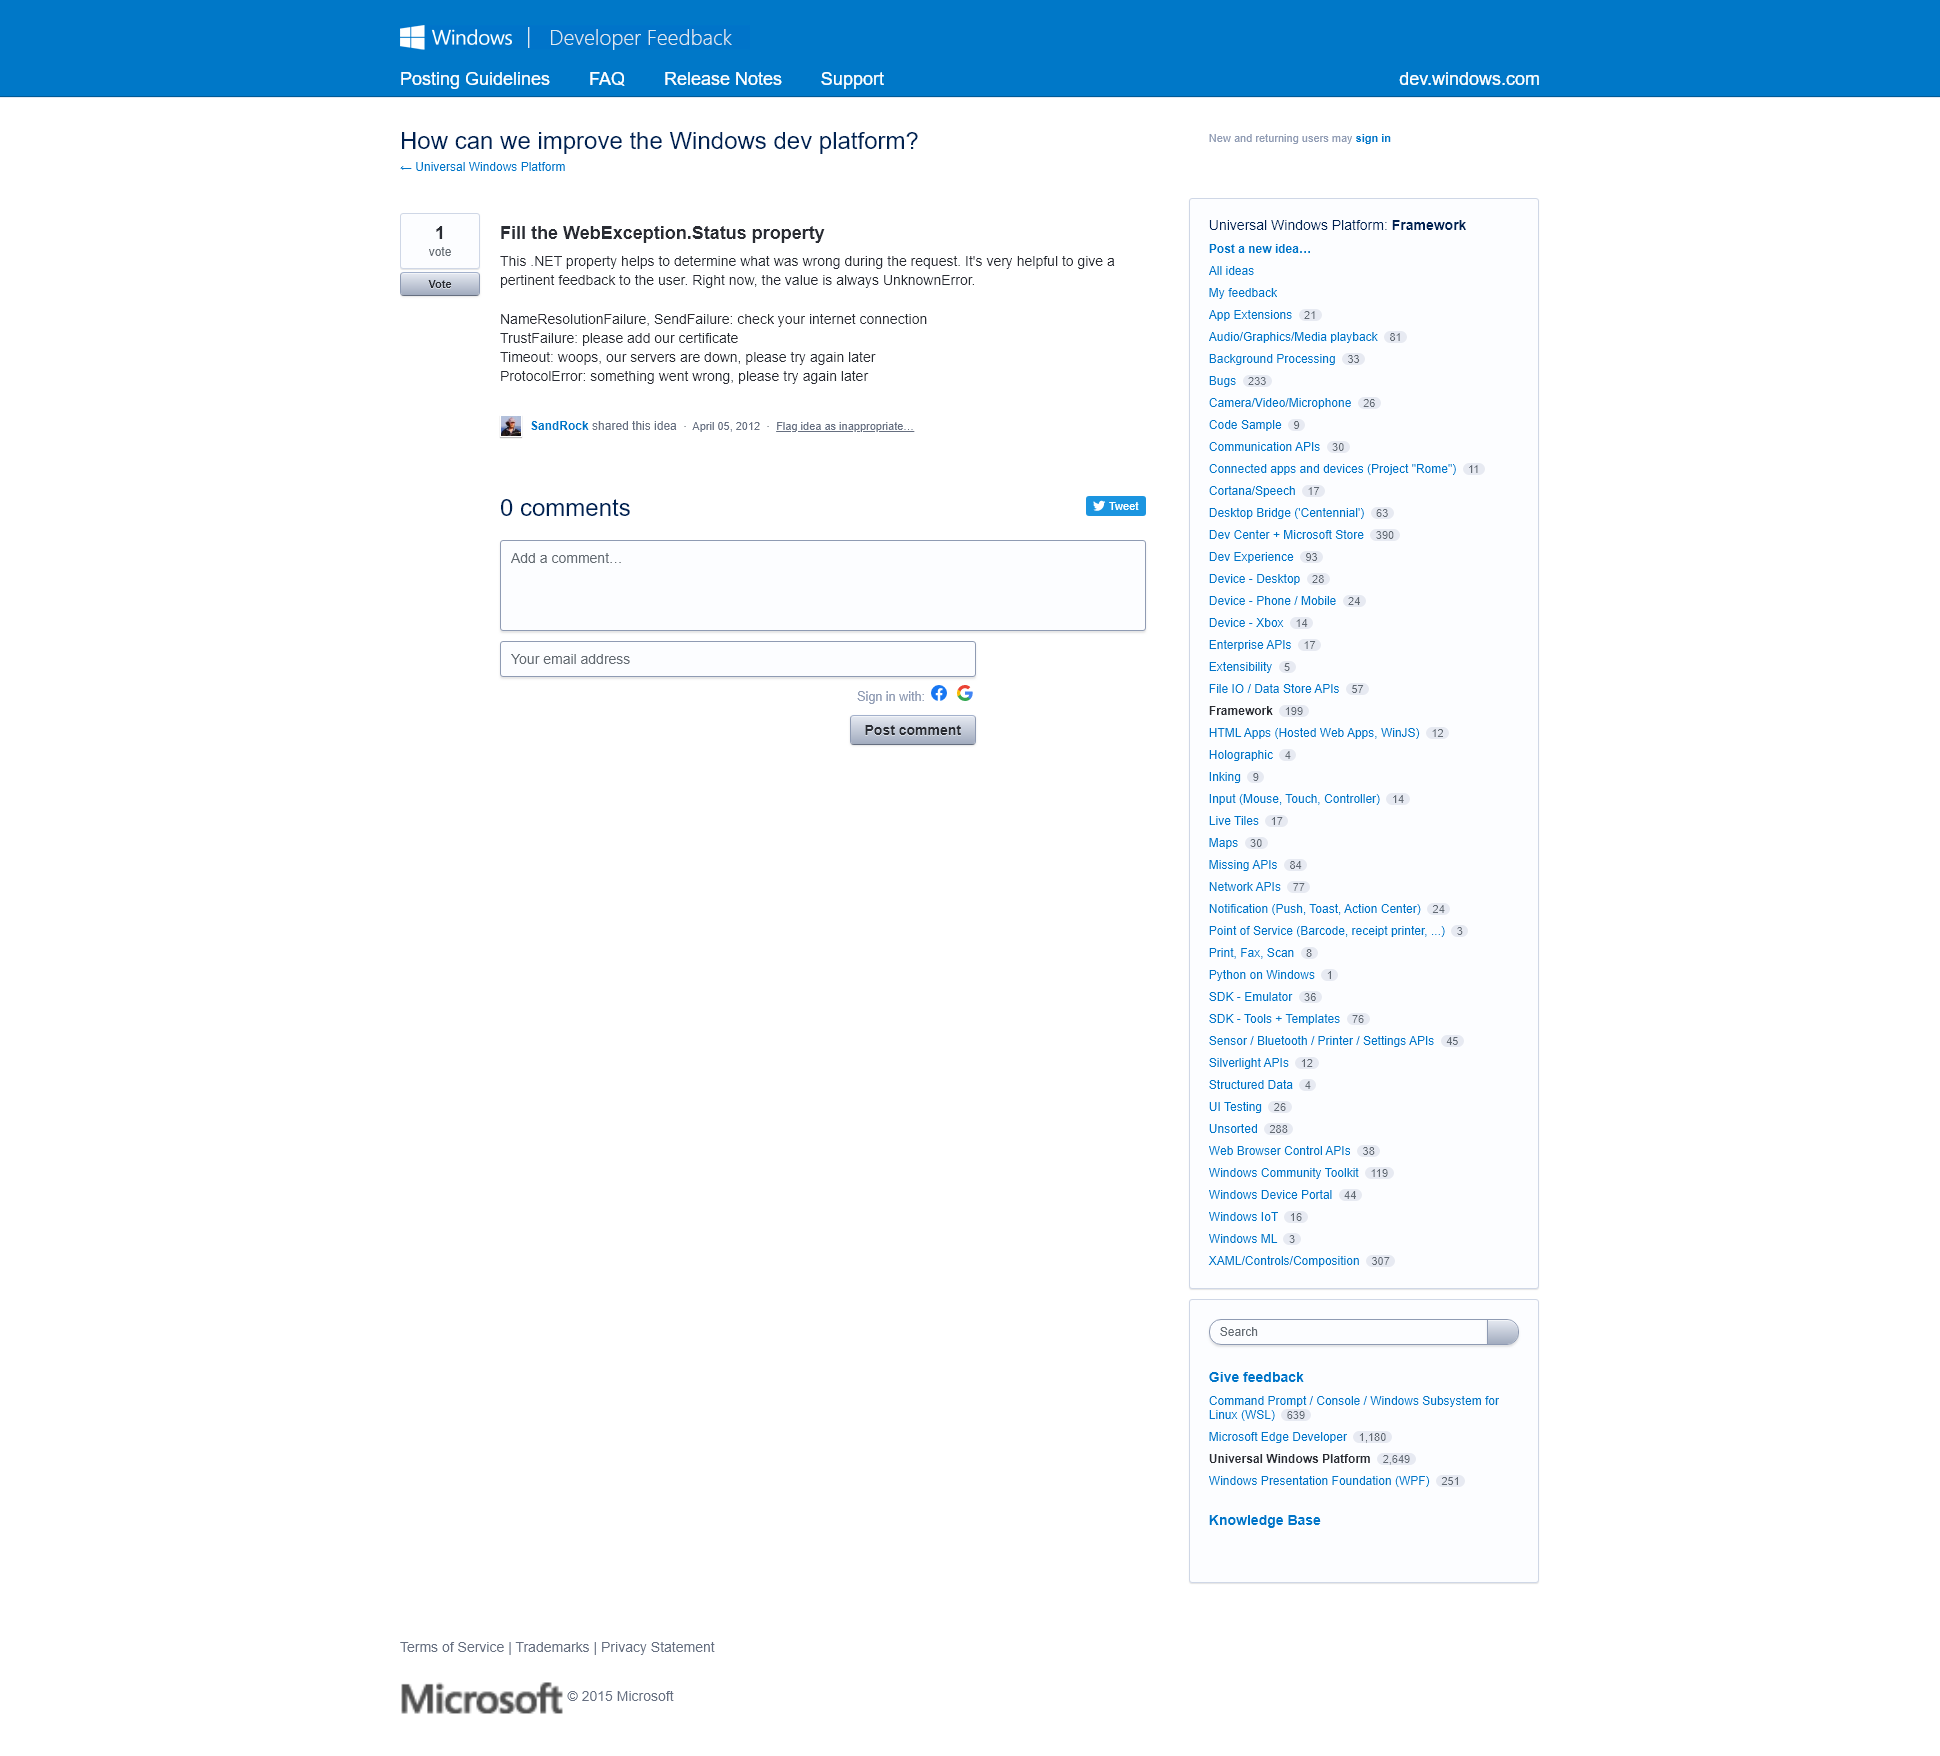 Windows | Developer Feedback
Posting Guidelines FAQ Release Notes Support dev.windows.com
How can we improve the Windows dev platform?
← Universal Windows Platform
New and returning users may sign in
1
vote
Vote
Fill the WebException.Status property
This .NET property helps to determine what was wrong during the request. It's very helpful to give a
pertinent feedback to the user. Right now, the value is always UnknownError.
NameResolutionFailure, SendFailure: check your internet connection
TrustFailure: please add our certificate
Timeout: woops, our servers are down, please try again later
ProtocolError: something went wrong, please try again later
SandRock shared this idea · April 05, 2012 · Flag idea as inappropriate…
0 comments
Tweet
Add a comment…
Your email address
Sign in with:
Post comment
Universal Windows Platform: Framework
Post a new idea…
All ideas
My feedback
App Extensions 21
Audio/Graphics/Media playback 81
Background Processing 33
Bugs 233
Camera/Video/Microphone 26
Code Sample 9
Communication APIs 30
Connected apps and devices (Project "Rome") 11
Cortana/Speech 17
Desktop Bridge ('Centennial') 63
Dev Center + Microsoft Store 390
Dev Experience 93
Device - Desktop 28
Device - Phone / Mobile 24
Device - Xbox 14
Enterprise APIs 17
Extensibility 5
File IO / Data Store APIs 57
Framework 199
HTML Apps (Hosted Web Apps, WinJS) 12
Holographic 4
Inking 9
Input (Mouse, Touch, Controller) 14
Live Tiles 17
Maps 30
Missing APIs 84
Network APIs 77
Notification (Push, Toast, Action Center) 24
Point of Service (Barcode, receipt printer, ...) 3
Print, Fax, Scan 8
Python on Windows 1
SDK - Emulator 36
SDK - Tools + Templates 76
Sensor / Bluetooth / Printer / Settings APIs 45
Silverlight APIs 12
Structured Data 4
UI Testing 26
Unsorted 288
Web Browser Control APIs 38
Windows Community Toolkit 119
Windows Device Portal 44
Windows IoT 16
Windows ML 3
XAML/Controls/Composition 307
Search
Give feedback
Command Prompt / Console / Windows Subsystem for
Linux (WSL) 639
Microsoft Edge Developer 1,180
Universal Windows Platform 2,649
Windows Presentation Foundation (WPF) 251
Knowledge Base
Terms of Service | Trademarks | Privacy Statement
Microsoft © 2015 Microsoft